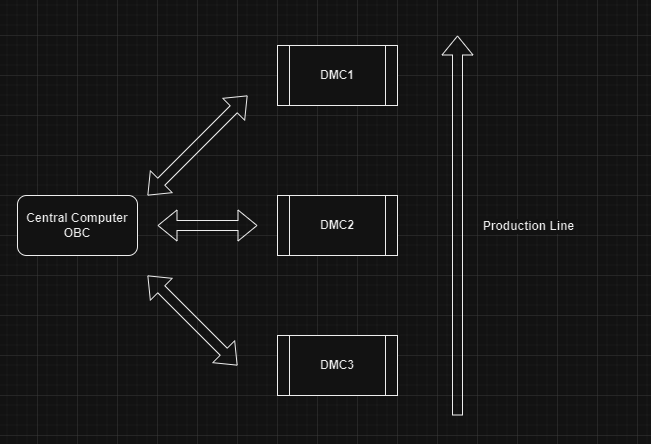 DMC1
Central Computer
OBC
DMC2
Production Line
DMC3